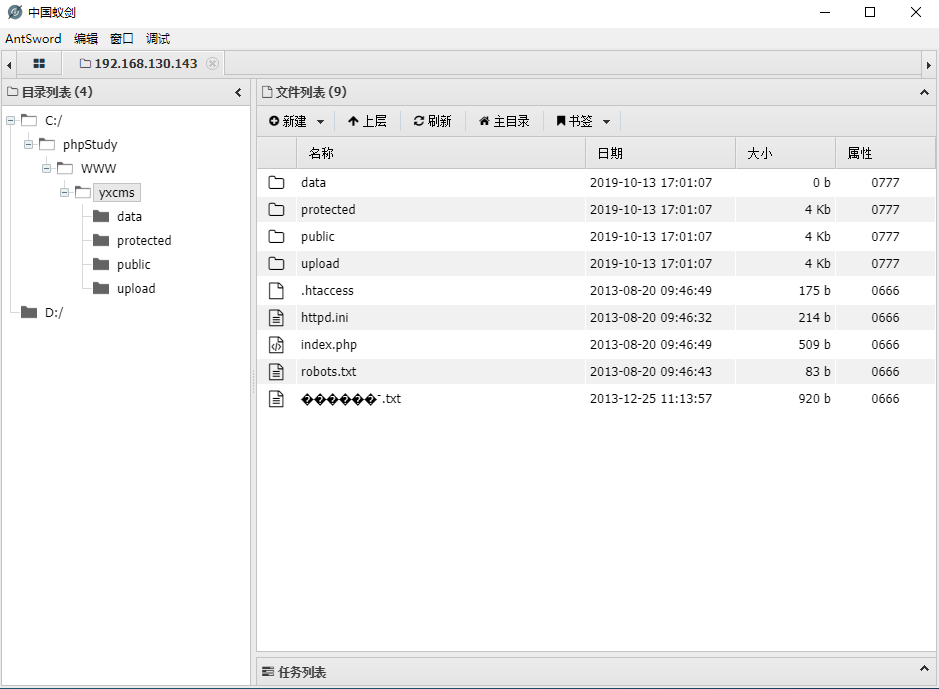 中国蚁剑
AntSword 编辑 窗口 调试
192.168.130.143
目录列表 (4)
C:/
phpStudy
WWW
yxcms
data
protected
public
upload
D:/
文件列表 (9)
新建 上层 刷新 主目录 书签
名称 日期 大小 属性
data 2019-10-13 17:01:07 0 b 0777
protected 2019-10-13 17:01:07 4 Kb 0777
public 2019-10-13 17:01:07 4 Kb 0777
upload 2019-10-13 17:01:07 4 Kb 0777
.htaccess 2013-08-20 09:46:49 175 b 0666
httpd.ini 2013-08-20 09:46:32 214 b 0666
index.php 2013-08-20 09:46:49 509 b 0666
robots.txt 2013-08-20 09:46:43 83 b 0666
.txt 2013-12-25 11:13:57 920 b 0666
任务列表